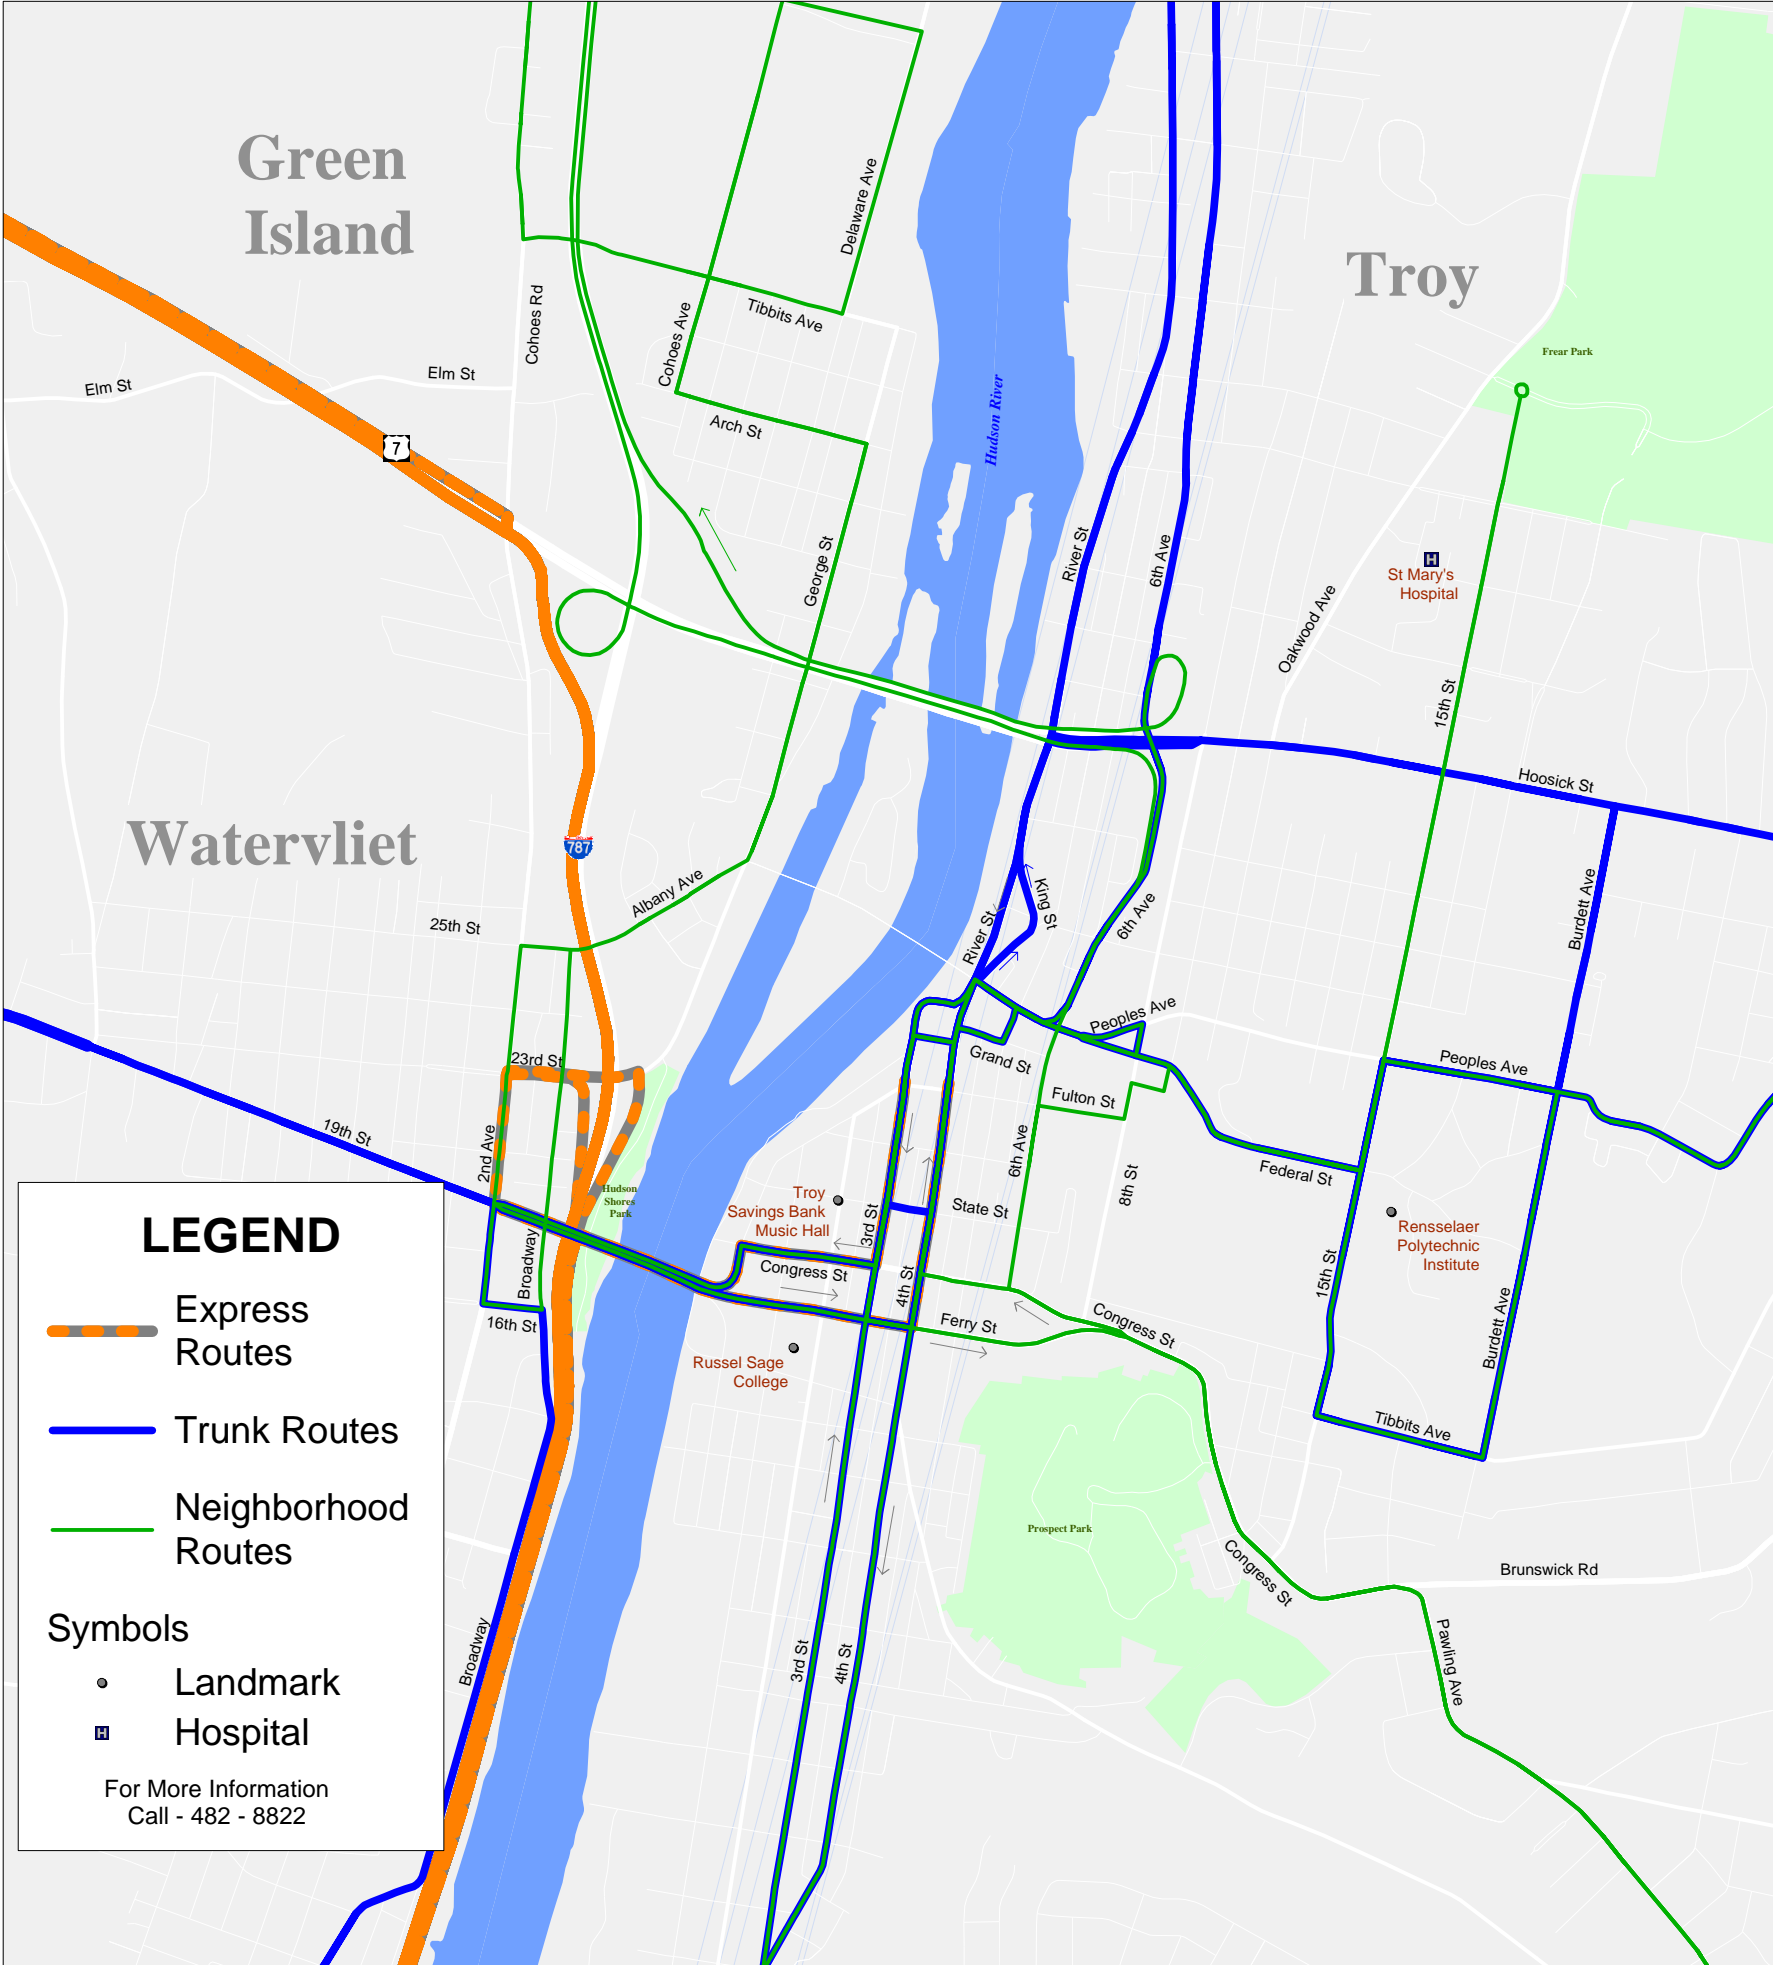 Green
Island
Troy
Delaware Ave
Cohoes Rd
Tibbits Ave
Cohoes Ave
Frear Park
Elm St
Elm St
Hudson River
Arch St
7
River St
6th Ave
George St
St Mary's
Hospital
H
Oakwood Ave
15th St
Hoosick St
Watervliet
787
Albany Ave
King St
Burdett Ave
25th St
River St
6th Ave
Peoples Ave
Grand St
Peoples Ave
23rd St
Fulton St
19th St
2nd Ave
6th Ave
8th St
Federal St
Hudson
Shores
Park
Troy
Savings Bank
Music Hall
3rd St
State St
Rensselaer
Polytechnic
Institute
Broadway
Congress St
4th St
15th St
16th St
Ferry St
Congress St
Burdett Ave
Russel Sage
College
Tibbits Ave
Prospect Park
Congress St
Brunswick Rd
Pawling Ave
Broadway
3rd St
4th St
LEGEND
Express
Routes
Trunk Routes
Neighborhood
Routes
Symbols
Landmark
H
Hospital
For More Information
Call - 482 - 8822